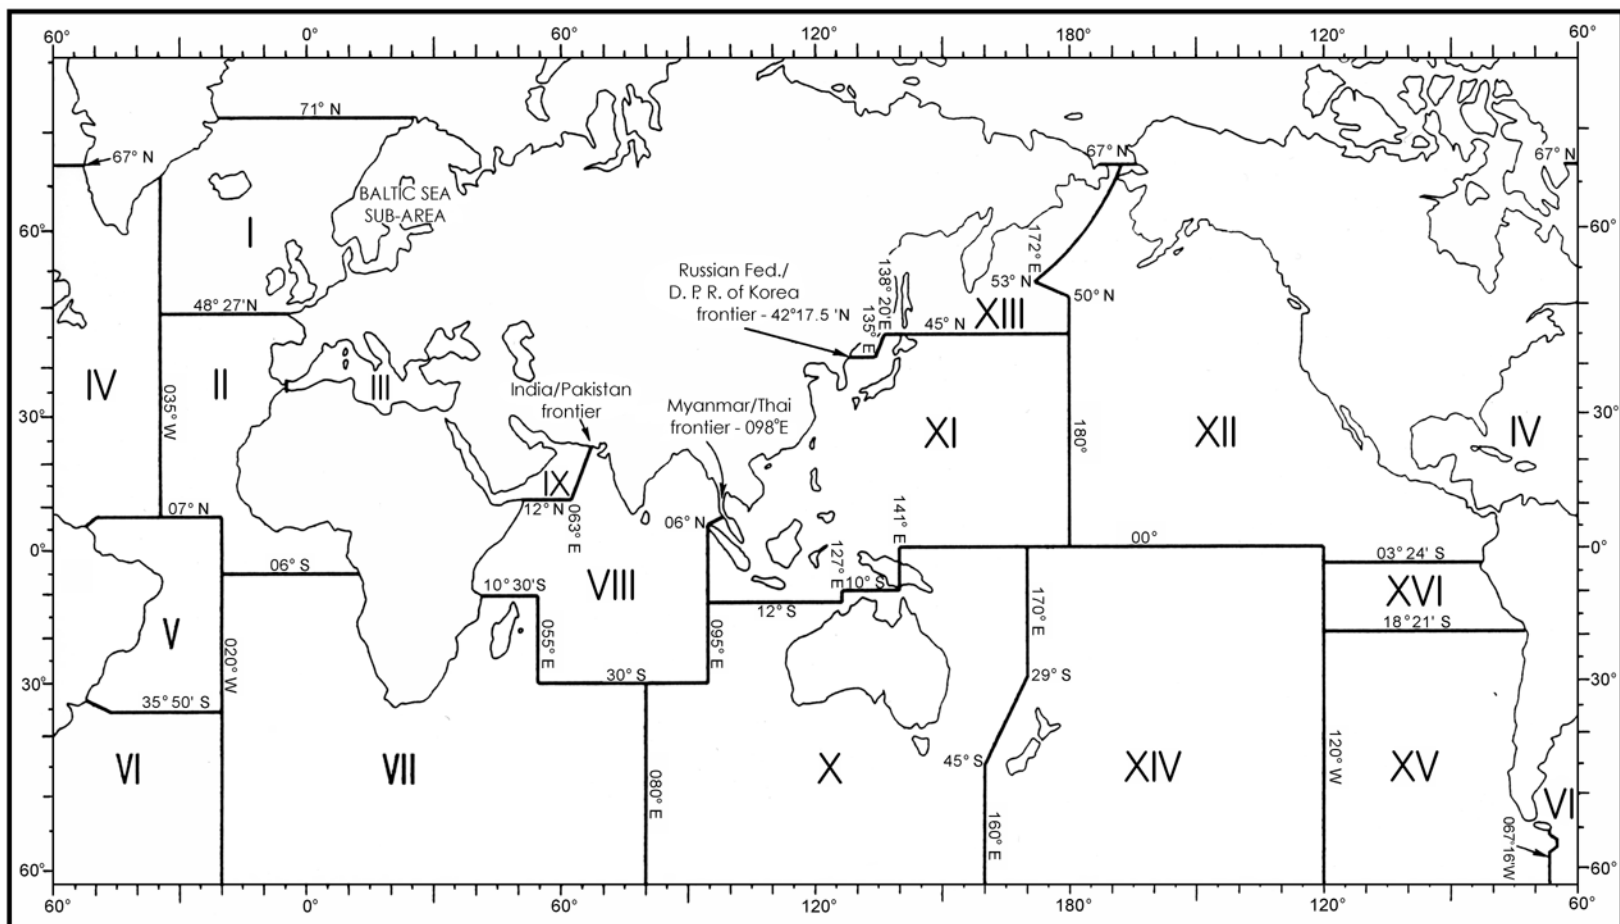 60°
0°
60°
120°
180°
120°
60°
71° N
67° N
67° N
67° N
BALTIC SEA
SUB-AREA
60°
I
60°
172° E
Russian Fed./
D. P. R. of Korea
frontier - 42°17.5 'N
138° 20'E
135° E
53° N
50° N
48° 27'N
45° N
XIII
IV
035° W
II
III
India/Pakistan
frontier
Myanmar/Thai
frontier - 098°E
30°
XI
180°
XII
30°
IV
IX
12° N
063° E
07° N
06° N
141° E
0°
00°
0°
06° S
127° E
03° 24' S
10° 30'S
VIII
10° S
12° S
XVI
18° 21' S
V
020° W
055° E
095° E
170° E
30°
35° 50' S
30° S
29° S
30°
VI
VII
080° E
X
45° S
160° E
XIV
120° W
XV
VI
067°16'W
60°
60°
60°
0°
60°
120°
180°
120°
60°